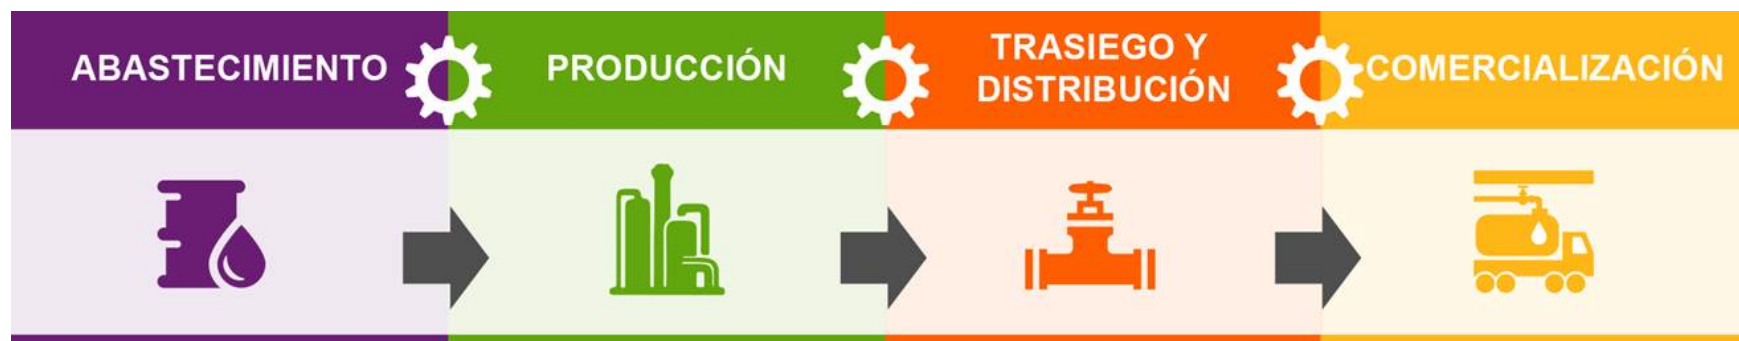 ABASTECIMIENTO
PRODUCCIÓN
TRASIEGO Y
DISTRIBUCIÓN
COMERCIALIZACIÓN